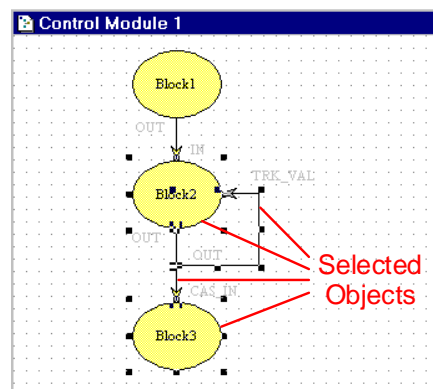 Control Module 1
Block1
OUT
IN
TRK_VAL
Block2
OUT
OUT
Selected
Objects
CAS_IN
Block3